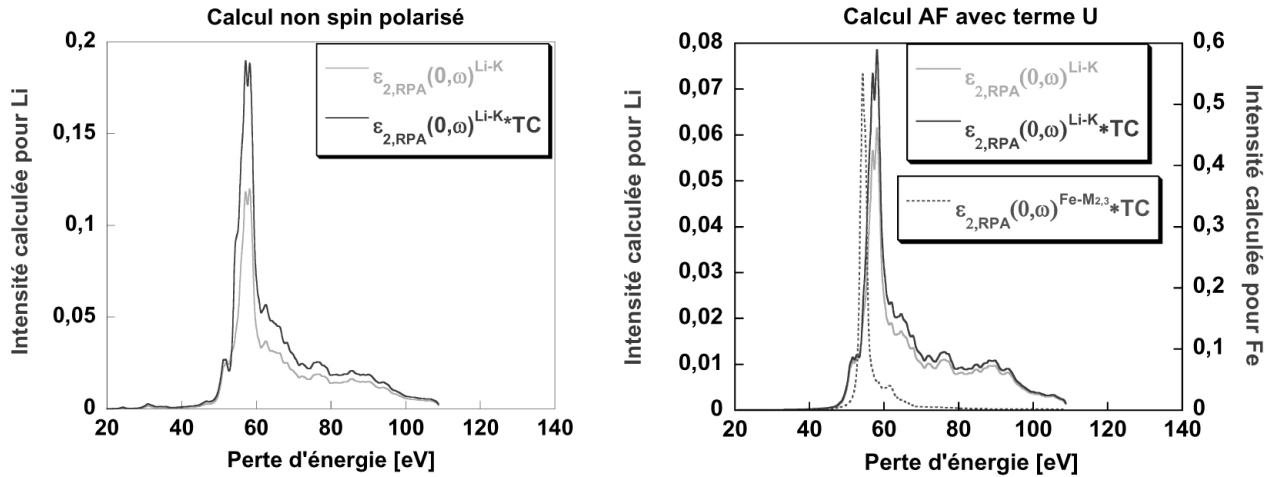 Calcul non spin polarisé
Intensité calculée pour Li
0,2
0,15
0,1
0,05
0
20 40 60 80 100 120 140
Perte d'énergie [eV]
ε2,RPA(0,ω)Li-K
ε2,RPA(0,ω)Li-K*TC
Calcul AF avec terme U
Intensité calculée pour Li
0,08
0,07
0,06
0,05
0,04
0,03
0,02
0,01
0
20 40 60 80 100 120 140
Perte d'énergie [eV]
ε2,RPA(0,ω)Li-K
ε2,RPA(0,ω)Li-K*TC
ε2,RPA(0,ω)Fe-M2,3*TC
0,6
0,5
0,4
0,3
0,2
0,1
0
Intensité calculée pour Fe